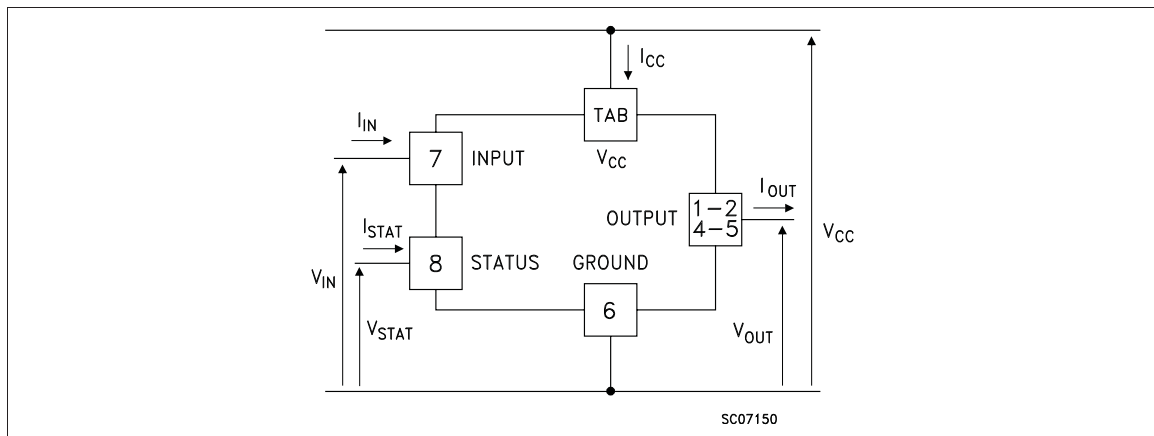 I_CC
TAB
V_CC
I_IN
7 INPUT
I_OUT
OUTPUT
1–2
4–5
V_CC
I_STAT
8 STATUS
GROUND
6
V_IN
V_STAT
V_OUT
SC07150